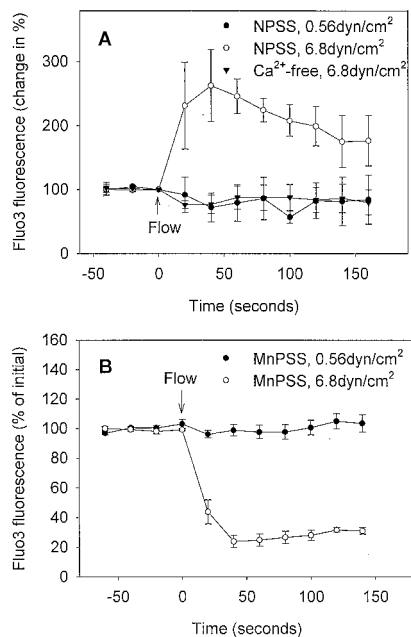 A
NPSS, 0.56dyn/cm²
NPSS, 6.8dyn/cm²
Ca²⁺-free, 6.8dyn/cm²
Fluo3 fluorescence (change in %)
300
200
100
0
Flow
-50 0 50 100 150
Time (seconds)
B
MnPSS, 0.56dyn/cm²
MnPSS, 6.8dyn/cm²
Fluo3 fluorescence (% of initial)
160
140
120
100
80
60
40
20
0
Flow
-50 0 50 100 150
Time (seconds)